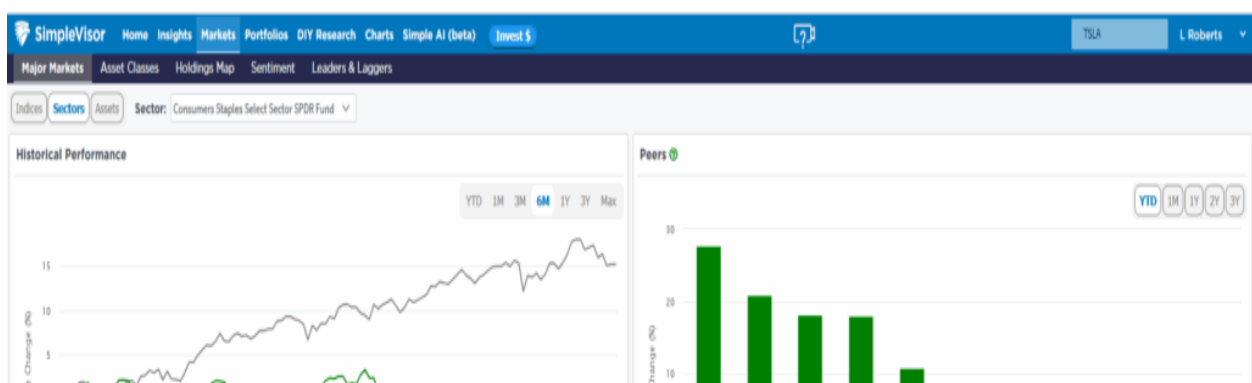 SimpleVisor Home Insights Markets Portfolios DIY Research Charts Simple AI (beta) Invest $ TSLA L Roberts
Major Markets Asset Classes Holdings Map Sentiment Leaders & Laggers
Indices Sectors Assets Sector: Consumers Staples Select Sector SPDR Fund
Historical Performance
YTD 1M 3M 6M 1Y 3Y Max
15
10
5
Change (%)
Peers
YTD 1M 1Y 2Y 3Y
30
20
10
Change (%)